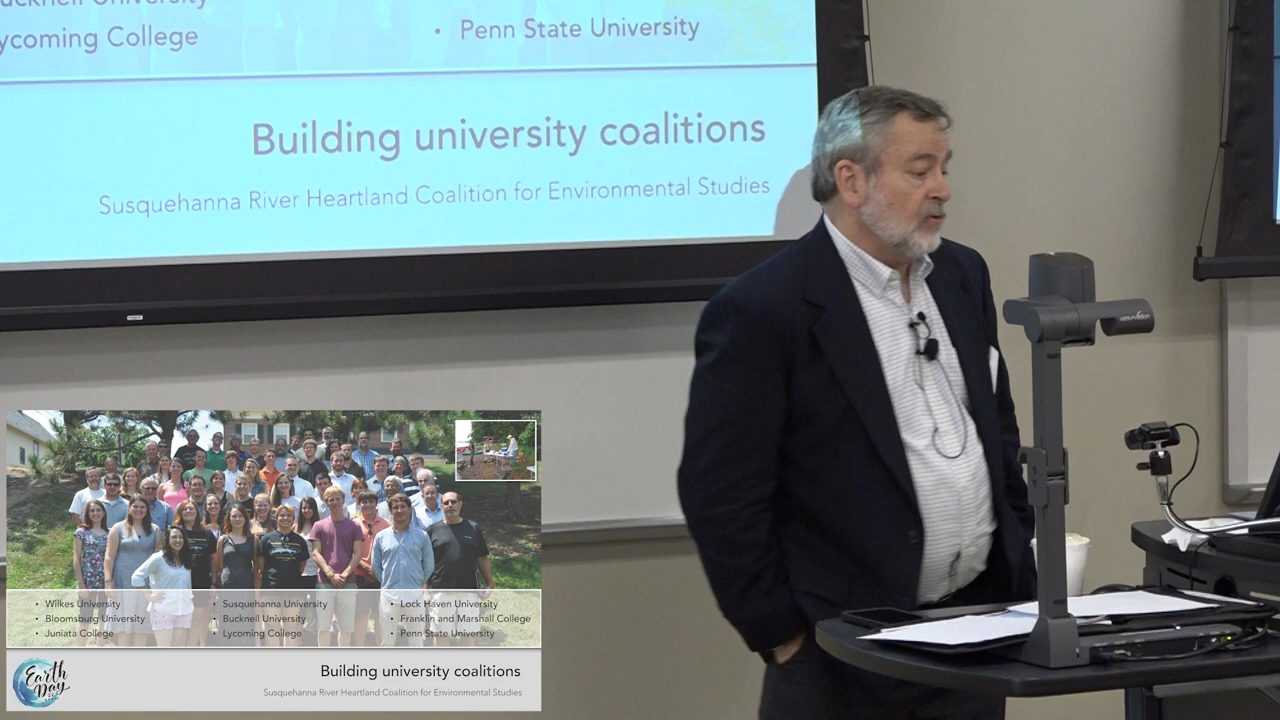 ucknell University
ycoming College
• Penn State University
Building university coalitions
Susquehanna River Heartland Coalition for Environmental Studies
• Wilkes University
• Bloomsburg University
• Juniata College
• Susquehanna University
• Bucknell University
• Lycoming College
• Lock Haven University
• Franklin and Marshall College
• Penn State University
Earth
Day
Building university coalitions
Susquehanna River Heartland Coalition for Environmental Studies